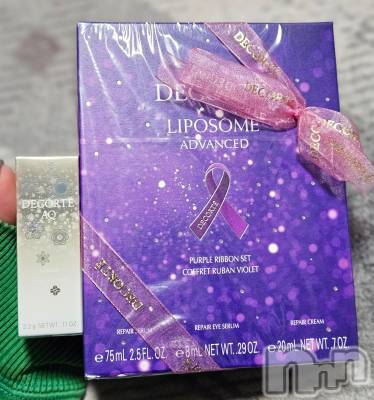 DECORTÉ
DECORTÉ
LIPOSOME
ADVANCED
DECORTÉ
PURPLE RIBBON SET
COFFRET RUBAN VIOLET
DECORTÉ
REPAIR SERUM REPAIR EYE SERUM REPAIR CREAM
℮ 75mL 2.5 FL. OZ. ℮ 8mL NET WT. .29 OZ. ℮ 20mL NET WT. .7 OZ.
DECORTÉ
AQ
nan